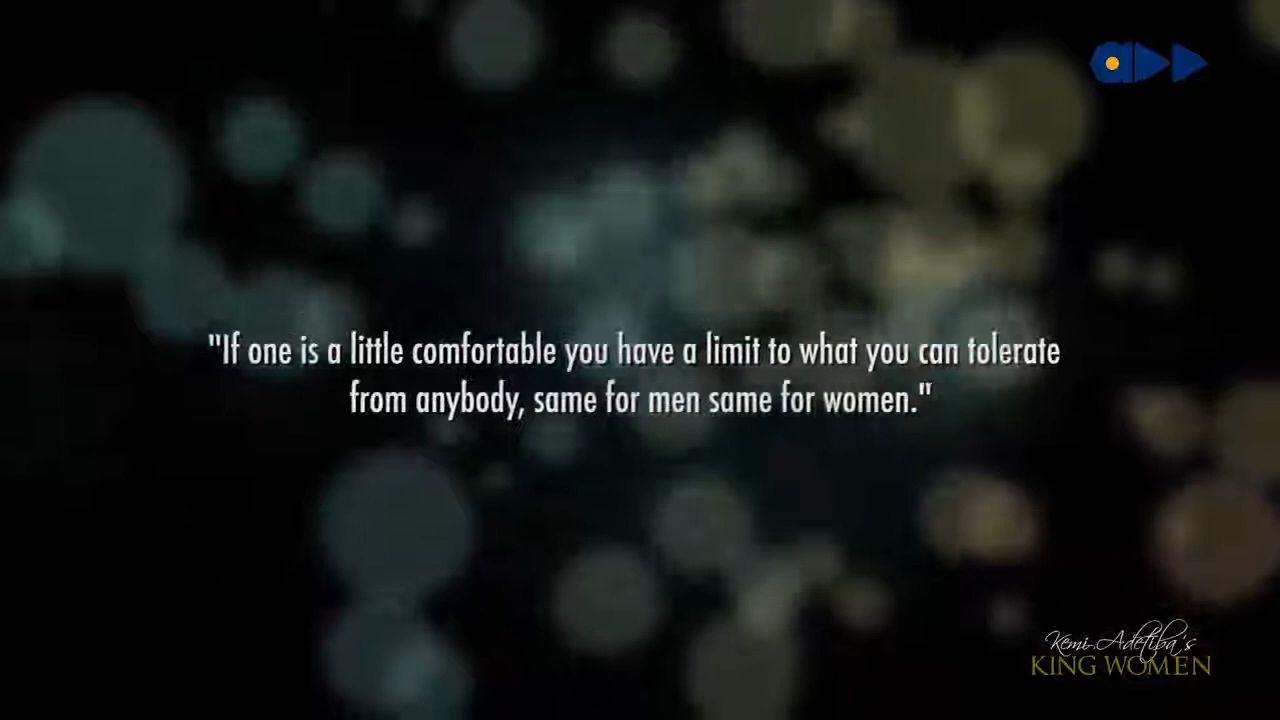 "If one is a little comfortable you have a limit to what you can tolerate
from anybody, same for men same for women."
Kemi Adetiba's
KING WOMEN